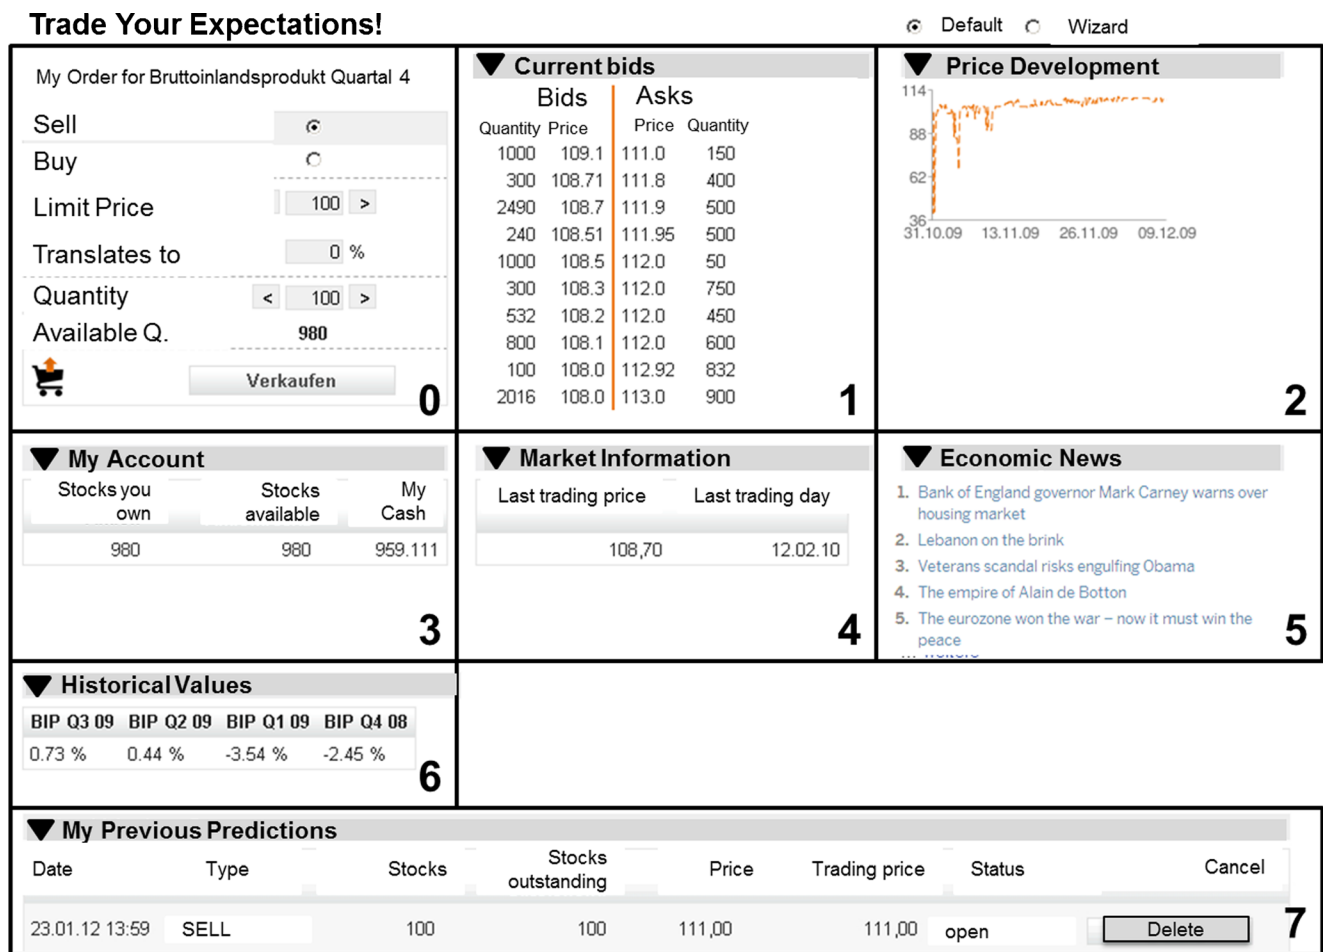 Trade Your Expectations!
Default Wizard
My Order for Bruttoinlandsprodukt Quartal 4
Sell
Buy
Limit Price 100 >
Translates to 0 %
Quantity < 100 >
Available Q. 980
Verkaufen
0
Current bids
Bids Asks
Quantity Price Price Quantity
1000 109.1 111.0 150
300 108.71 111.8 400
2490 108.7 111.9 500
240 108.51 111.95 500
1000 108.5 112.0 50
300 108.3 112.0 750
532 108.2 112.0 450
800 108.1 112.0 600
100 108.0 112.92 832
2016 108.0 113.0 900
1
Price Development
114
88
62
36
31.10.09 13.11.09 26.11.09 09.12.09
2
My Account
Stocks you own Stocks available My Cash
980 980 959.111
3
Market Information
Last trading price Last trading day
108,70 12.02.10
4
Economic News
1. Bank of England governor Mark Carney warns over
housing market
2. Lebanon on the brink
3. Veterans scandal risks engulfing Obama
4. The empire of Alain de Botton
5. The eurozone won the war – now it must win the
peace
5
Historical Values
BIP Q3 09 BIP Q2 09 BIP Q1 09 BIP Q4 08
0.73 % 0.44 % -3.54 % -2.45 %
6
My Previous Predictions
Date Type Stocks Stocks outstanding Price Trading price Status Cancel
23.01.12 13:59 SELL 100 100 111,00 111,00 open Delete
7